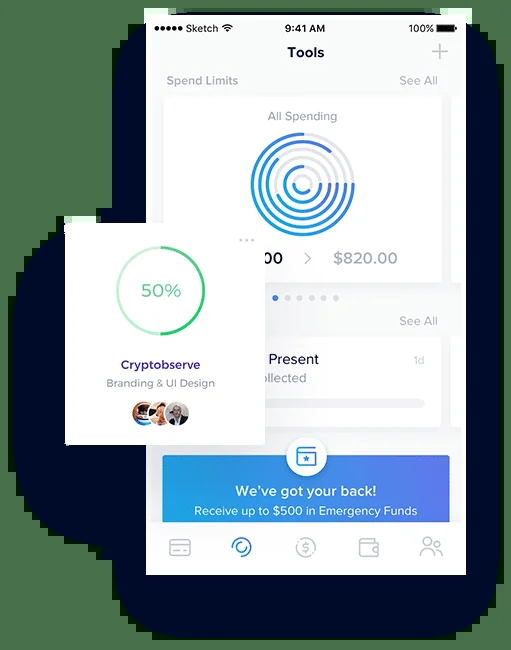 Sketch 9:41 AM 100%
Tools
Spend Limits See All
All Spending
00 $820.00
See All
Present 1d
ollected
50%
Cryptobserve
Branding & UI Design
We've got your back!
Receive up to $500 in Emergency Funds